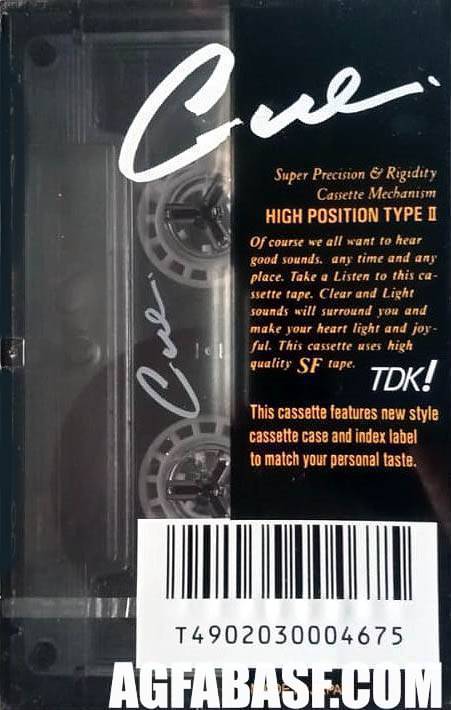 Cue.
Super Precision & Rigidity
Cassette Mechanism
HIGH POSITION TYPE II
Of course we all want to hear
good sounds. any time and any
place. Take a Listen to this ca-
ssette tape. Clear and Light
sounds will surround you and
make your heart light and joy-
ful. This cassette uses high
quality SF tape.
TDK!
Cue.
This cassette features new style
cassette case and index label
to match your personal taste.
T4902030004675
AGFABASF.COM